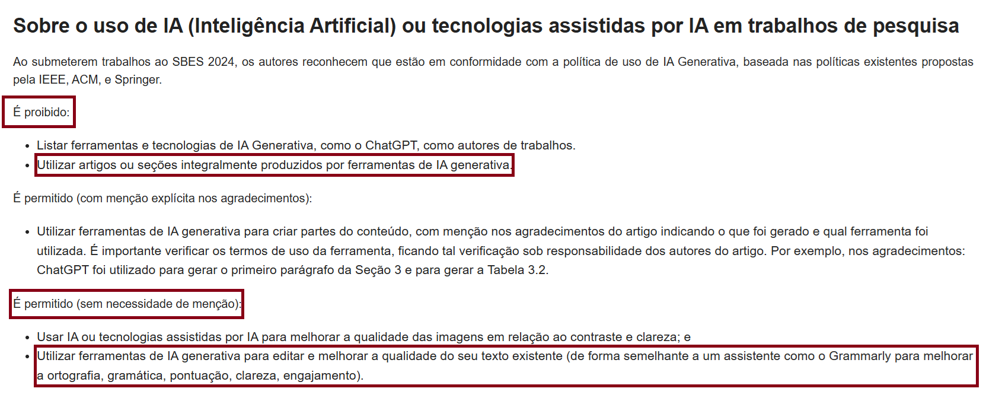 Sobre o uso de IA (Inteligência Artificial) ou tecnologias assistidas por IA em trabalhos de pesquisa
Ao submeterem trabalhos ao SBES 2024, os autores reconhecem que estão em conformidade com a política de uso de IA Generativa, baseada nas políticas existentes propostas
pela IEEE, ACM, e Springer.
É proibido:
• Listar ferramentas e tecnologias de IA Generativa, como o ChatGPT, como autores de trabalhos.
• Utilizar artigos ou seções integralmente produzidos por ferramentas de IA generativa.
É permitido (com menção explícita nos agradecimentos):
• Utilizar ferramentas de IA generativa para criar partes do conteúdo, com menção nos agradecimentos do artigo indicando o que foi gerado e qual ferramenta foi
utilizada. É importante verificar os termos de uso da ferramenta, ficando tal verificação sob responsabilidade dos autores do artigo. Por exemplo, nos agradecimentos:
ChatGPT foi utilizado para gerar o primeiro parágrafo da Seção 3 e para gerar a Tabela 3.2.
É permitido (sem necessidade de menção):
• Usar IA ou tecnologias assistidas por IA para melhorar a qualidade das imagens em relação ao contraste e clareza; e
• Utilizar ferramentas de IA generativa para editar e melhorar a qualidade do seu texto existente (de forma semelhante a um assistente como o Grammarly para melhorar
a ortografia, gramática, pontuação, clareza, engajamento).